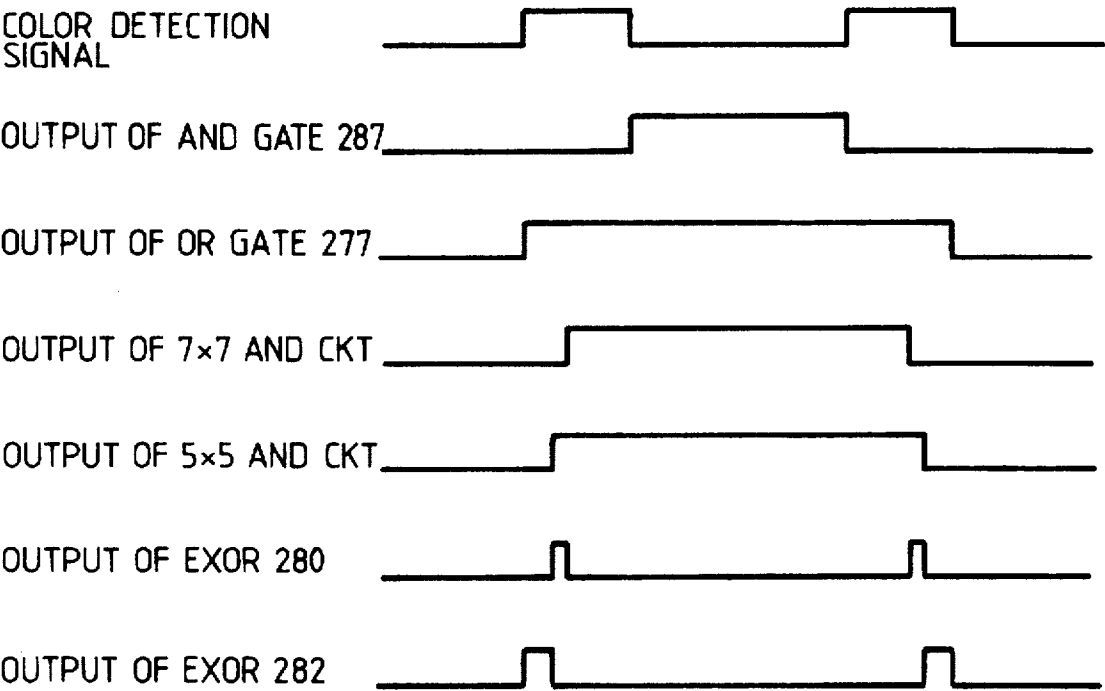 COLOR DETECTION
SIGNAL
OUTPUT OF AND GATE 287
OUTPUT OF OR GATE 277
OUTPUT OF 7×7 AND CKT
OUTPUT OF 5×5 AND CKT
OUTPUT OF EXOR 280
OUTPUT OF EXOR 282